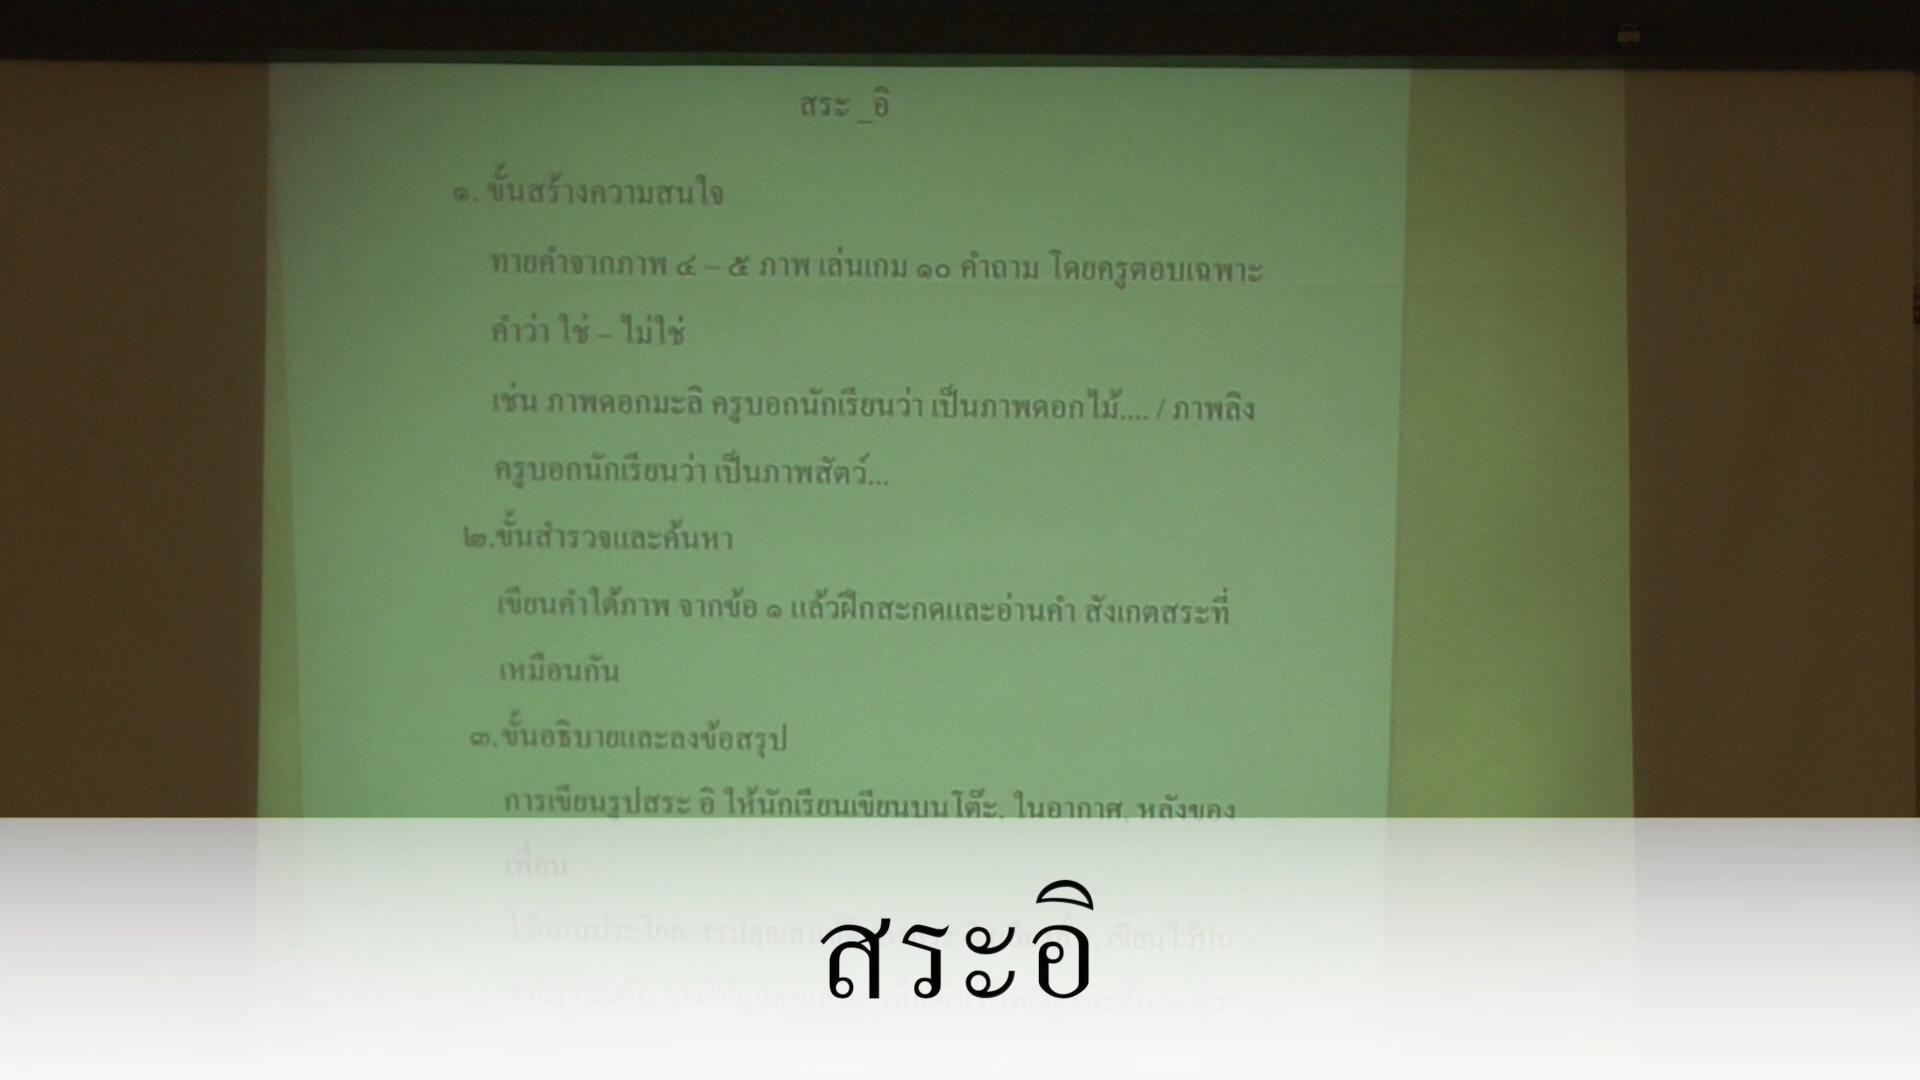 สระ _อิ
๑. ขั้นสร้างความสนใจ
ทายคำจากภาพ ๔ – ๕ ภาพ เล่นเกม ๑๐ คำถาม โดยครูตอบเฉพาะ
คำว่า ใช่ – ไม่ใช่
เช่น ภาพดอกมะลิ ครูบอกนักเรียนว่า เป็นภาพดอกไม้.... / ภาพลิง
ครูบอกนักเรียนว่า เป็นภาพสัตว์...
๒.ขั้นสำรวจและค้นหา
เขียนคำใต้ภาพ จากข้อ ๑ แล้วฝึกสะกดและอ่านคำ สังเกตสระที่
เหมือนกัน
๓.ขั้นอธิบายและลงข้อสรุป
การเขียนรูปสระ อิ ให้นักเรียนเขียนบนโต๊ะ, ในอากาศ, หลังของ
เพื่อน
เขียนไว้บน
สระอิ